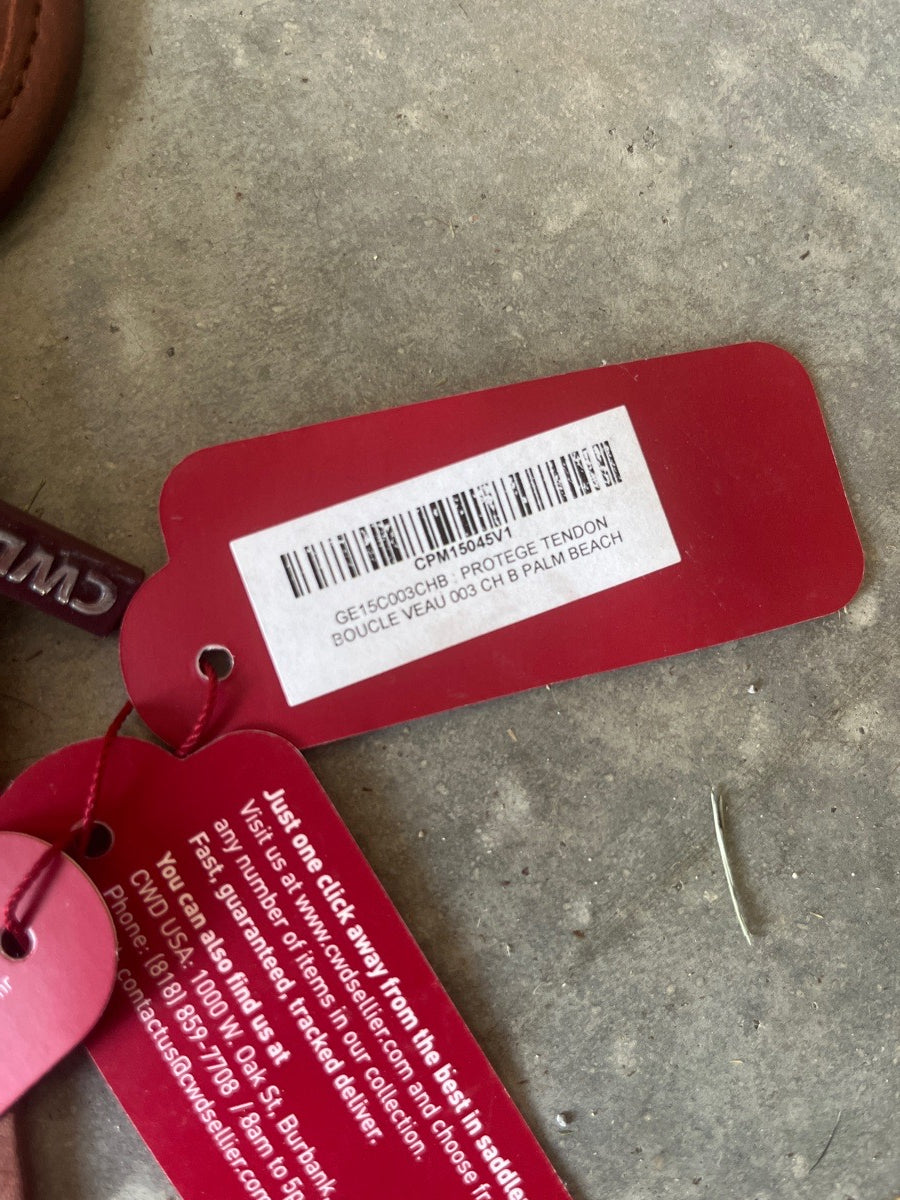 CPM15045V1
GE15C003CHB : PROTEGE TENDON
BOUCLE VEAU 003 CH B PALM BEACH
CWD
Just one click away from the best in saddle
Visit us at www.cwdsellier.com and choose fr
any number of items in our collection.
Fast, guaranteed, tracked deliver.
You can also find us at
CWD USA: 1000 W. Oak St, Burbank,
Phone: (818) 859-7708 / 8am to 5p
contactus@cwdsellier.com